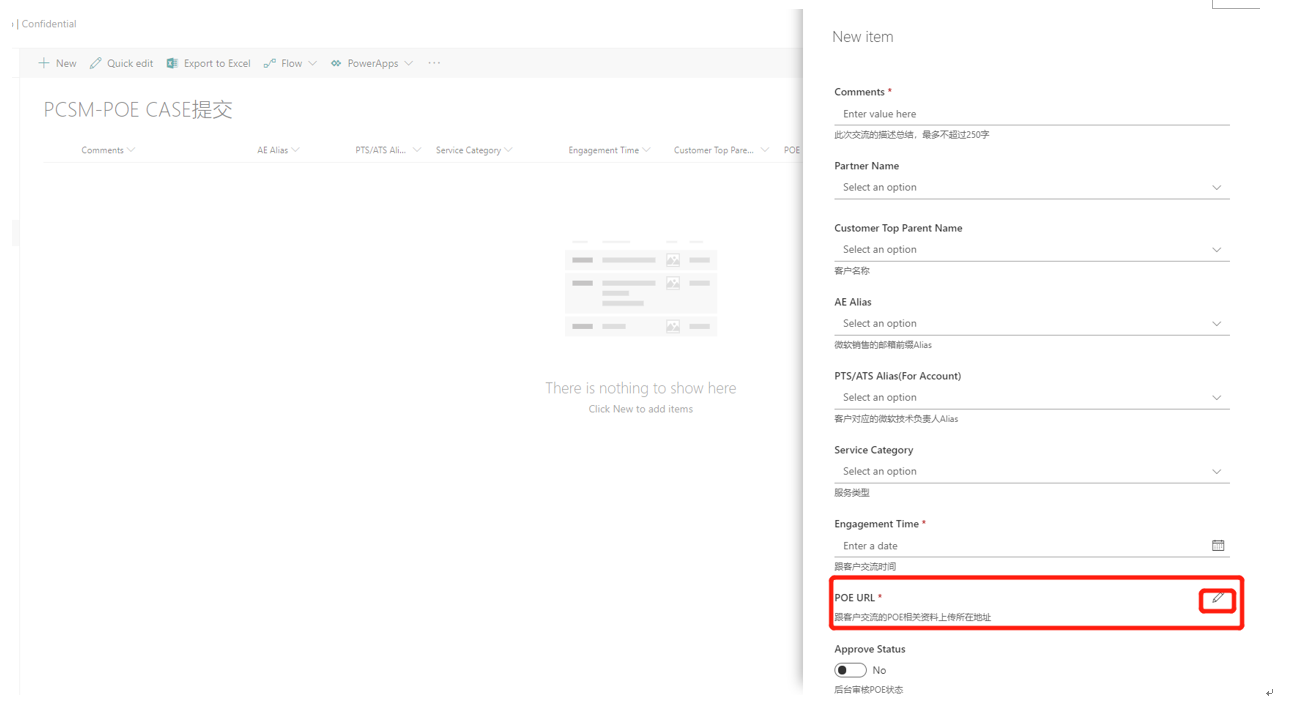 | Confidential
New Quick edit Export to Excel Flow PowerApps ...
PCSM-POE CASE提交
Comments AE Alias PTS/ATS Ali... Service Category Engagement Time Customer Top Pare... POE
There is nothing to show here
Click New to add items
New item
Comments *
Enter value here
此次交流的描述总结，最多不超过250字
Partner Name
Select an option
Customer Top Parent Name
Select an option
客户名称
AE Alias
Select an option
微软销售的邮箱前缀Alias
PTS/ATS Alias(For Account)
Select an option
客户对应的微软技术负责人Alias
Service Category
Select an option
服务类型
Engagement Time *
Enter a date
跟客户交流时间
POE URL *
跟客户交流的POE相关资料上传所在地址
Approve Status
No
后台审核POE状态